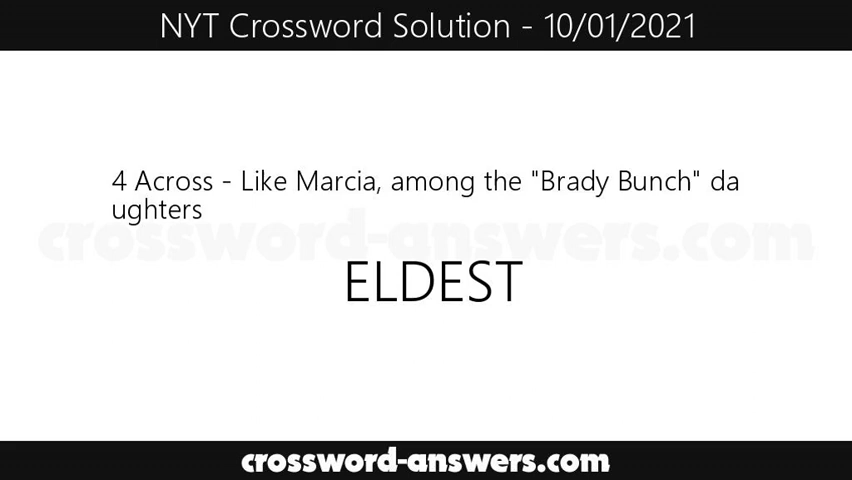 NYT Crossword Solution - 10/01/2021
4 Across - Like Marcia, among the "Brady Bunch" da
ughters
crossword-answers.com
ELDEST
crossword-answers.com